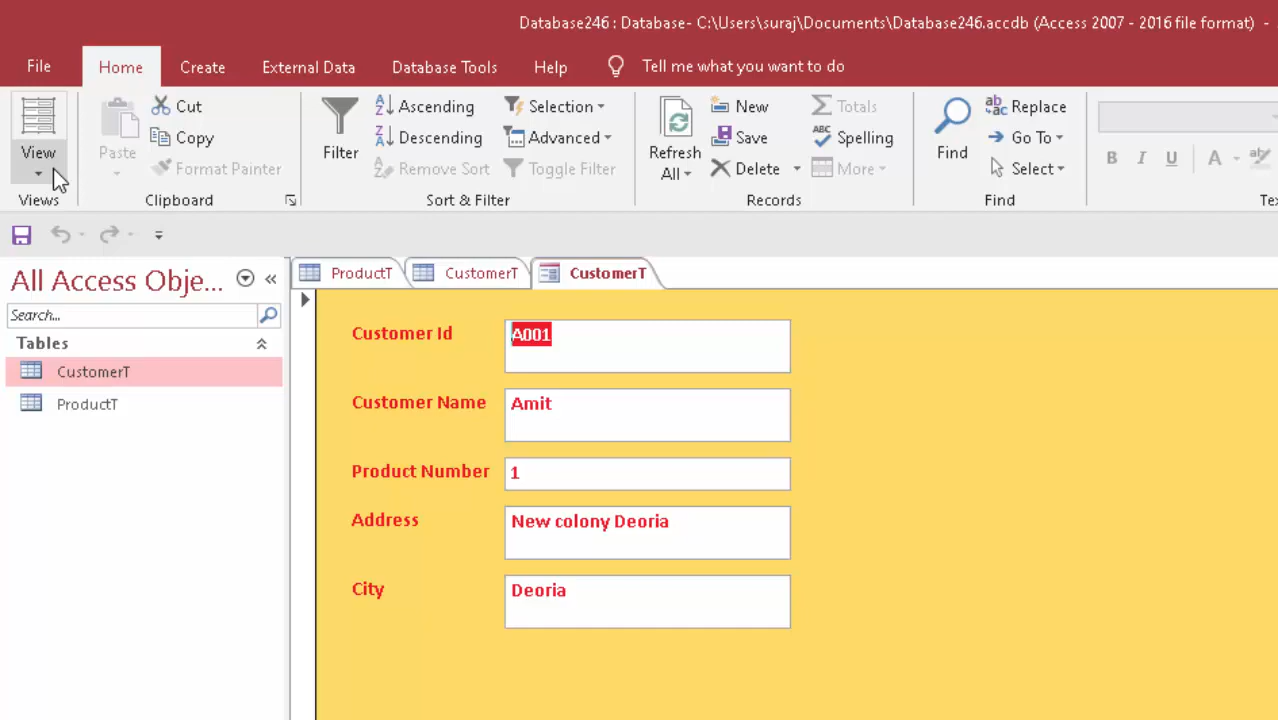 Database246 : Database- C:\Users\suraj\Documents\Database246.accdb (Access 2007 - 2016 file format) -
File Home Create External Data Database Tools Help Tell me what you want to do
View
Views
Paste
Cut
Copy
Format Painter
Clipboard
Filter
Ascending
Descending
Remove Sort
Selection
Advanced
Toggle Filter
Sort & Filter
Refresh
All
New
Save
Delete
Totals
Spelling
More
Records
Find
Replace
Go To
Select
Find
B I U A
All Access Obje...
Search...
Tables
CustomerT
ProductT
ProductT CustomerT CustomerT
Customer Id A001
Customer Name Amit
Product Number 1
Address New colony Deoria
City Deoria